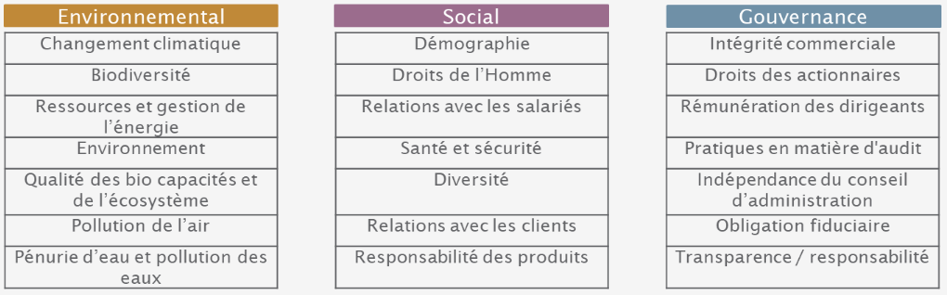 Environnemental
Changement climatique
Biodiversité
Ressources et gestion de
l’énergie
Environnement
Qualité des bio capacités et
de l’écosystème
Pollution de l’air
Pénurie d’eau et pollution des
eaux
Social
Démographie
Droits de l’Homme
Relations avec les salariés
Santé et sécurité
Diversité
Relations avec les clients
Responsabilité des produits
Gouvernance
Intégrité commerciale
Droits des actionnaires
Rémunération des dirigeants
Pratiques en matière d'audit
Indépendance du conseil
d’administration
Obligation fiduciaire
Transparence / responsabilité